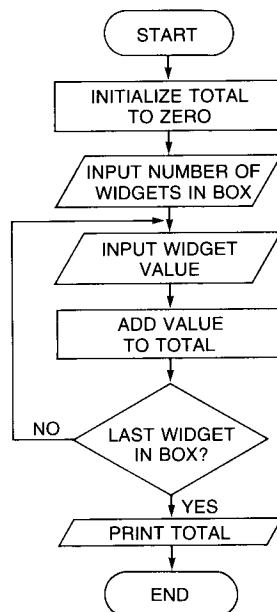 START
INITIALIZE TOTAL
TO ZERO
INPUT NUMBER OF
WIDGETS IN BOX
INPUT WIDGET
VALUE
ADD VALUE
TO TOTAL
NO
LAST WIDGET
IN BOX?
YES
PRINT TOTAL
END